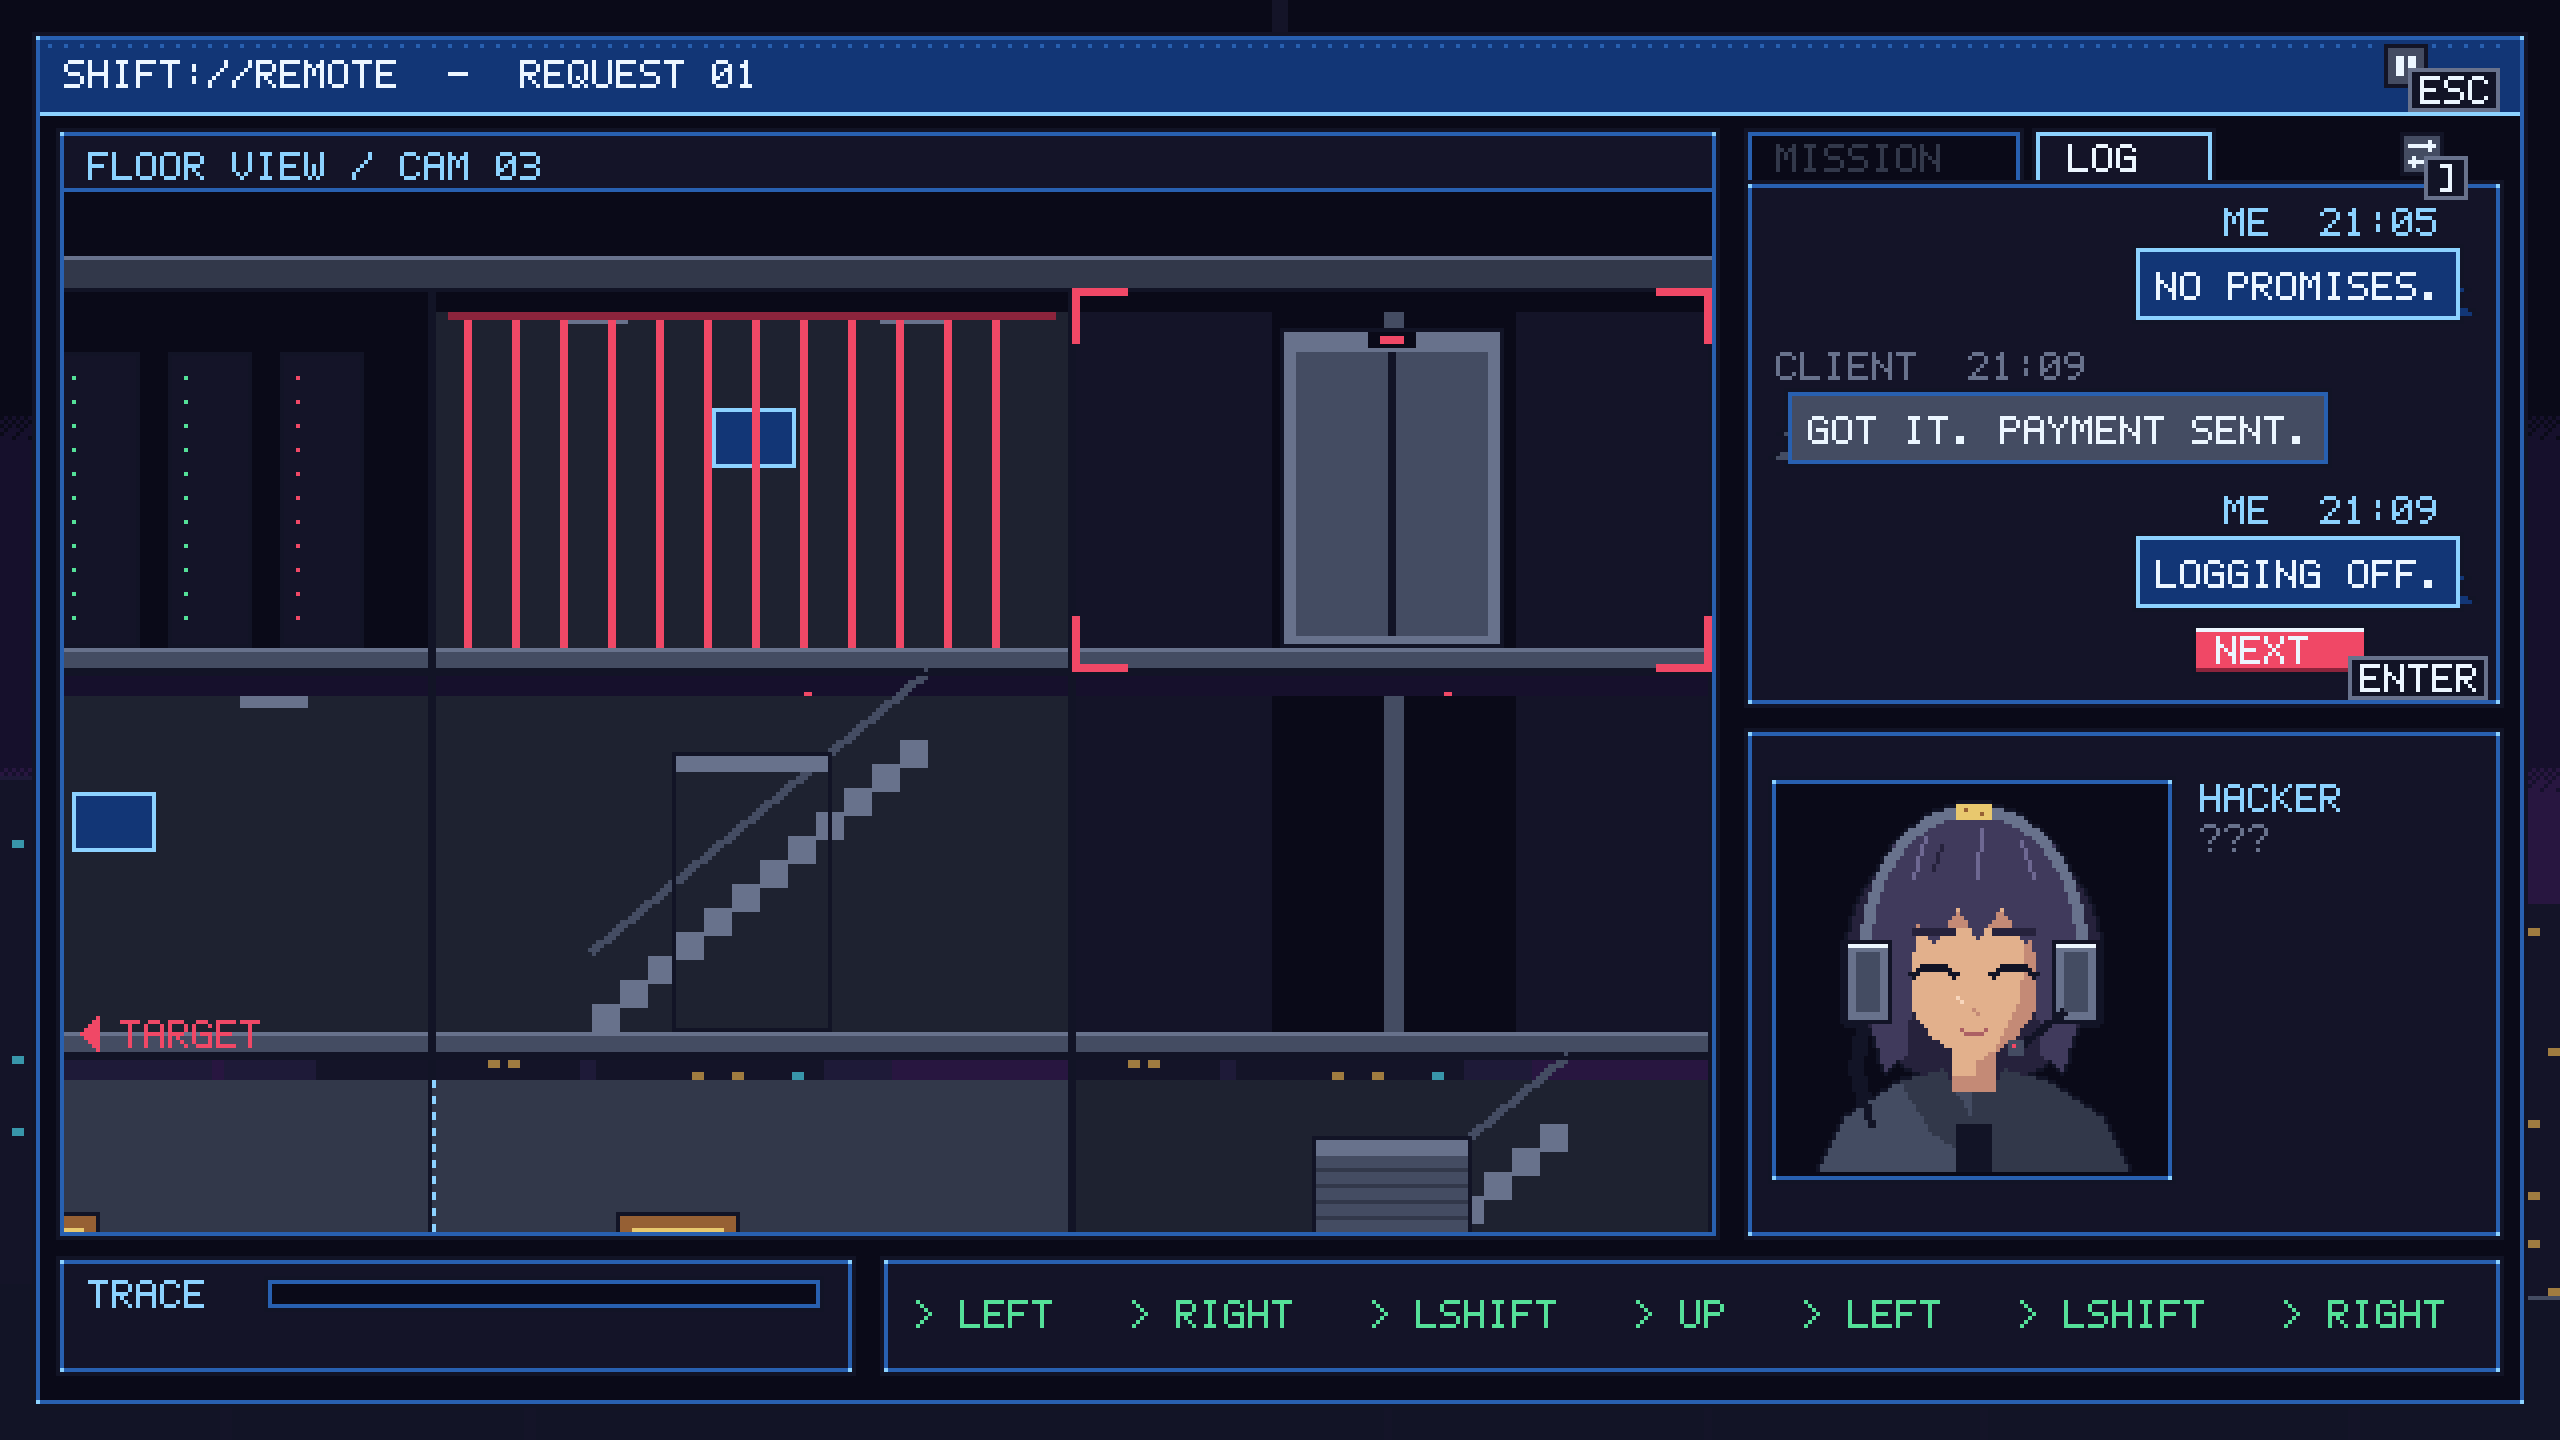 SHIFT://REMOTE - REQUEST 01
ESC
FLOOR VIEW / CAM 03
TARGET
MISSION
LOG
]
ME 21:05
NO PROMISES.
CLIENT 21:09
GOT IT. PAYMENT SENT.
ME 21:09
LOGGING OFF.
NEXT
ENTER
HACKER
???
TRACE
> LEFT > RIGHT > LSHIFT > UP > LEFT > LSHIFT > RIGHT